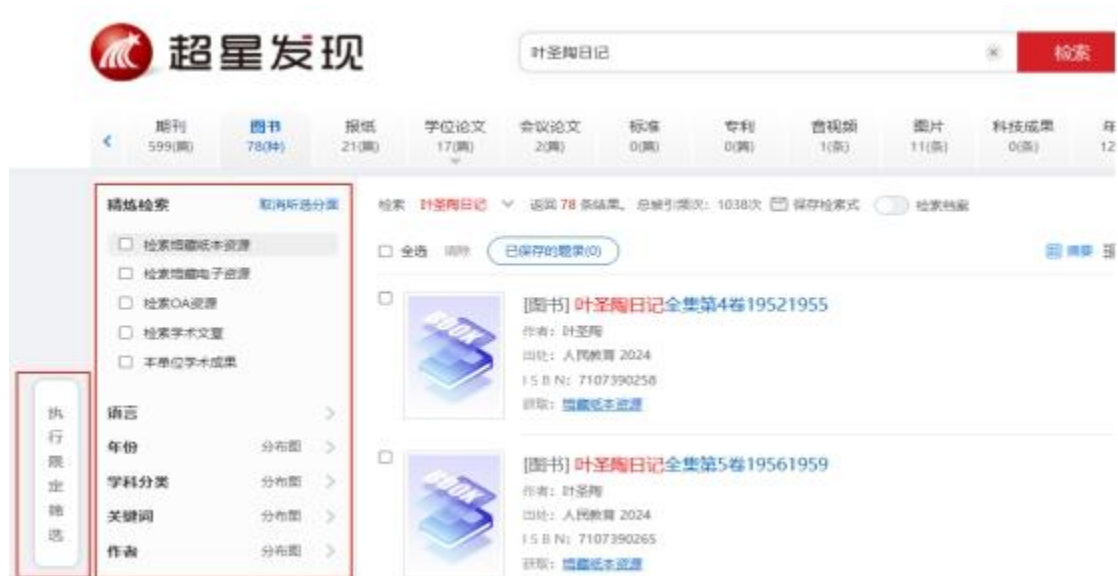 超星发现
叶圣陶日记
检索
期刊 图书 报纸 学位论文 会议论文 标准 专利 音视频 图片 科技成果 年
599(篇) 78(种) 21(篇) 17(篇) 2(篇) 0(篇) 0(篇) 1(条) 11(条) 0(条) 12
精炼检索 取消所选分面
检索馆藏纸本资源
检索馆藏电子资源
检索OA资源
检索学术文章
本单位学术成果
语言
年份 分布图
学科分类 分布图
关键词 分布图
作者 分布图
执行限定筛选
检索 叶圣陶日记 返回 78 条结果。 总被引频次: 1038次 保存检索式 检索档案
全选 清除 已保存的题录(0) 摘要
[图书] 叶圣陶日记全集第4卷19521955
作者: 叶圣陶
出处: 人民教育 2024
ISBN: 7107390258
获取: 馆藏纸本资源
[图书] 叶圣陶日记全集第5卷19561959
作者: 叶圣陶
出处: 人民教育 2024
ISBN: 7107390265
获取: 馆藏纸本资源
BOOK
BOOK